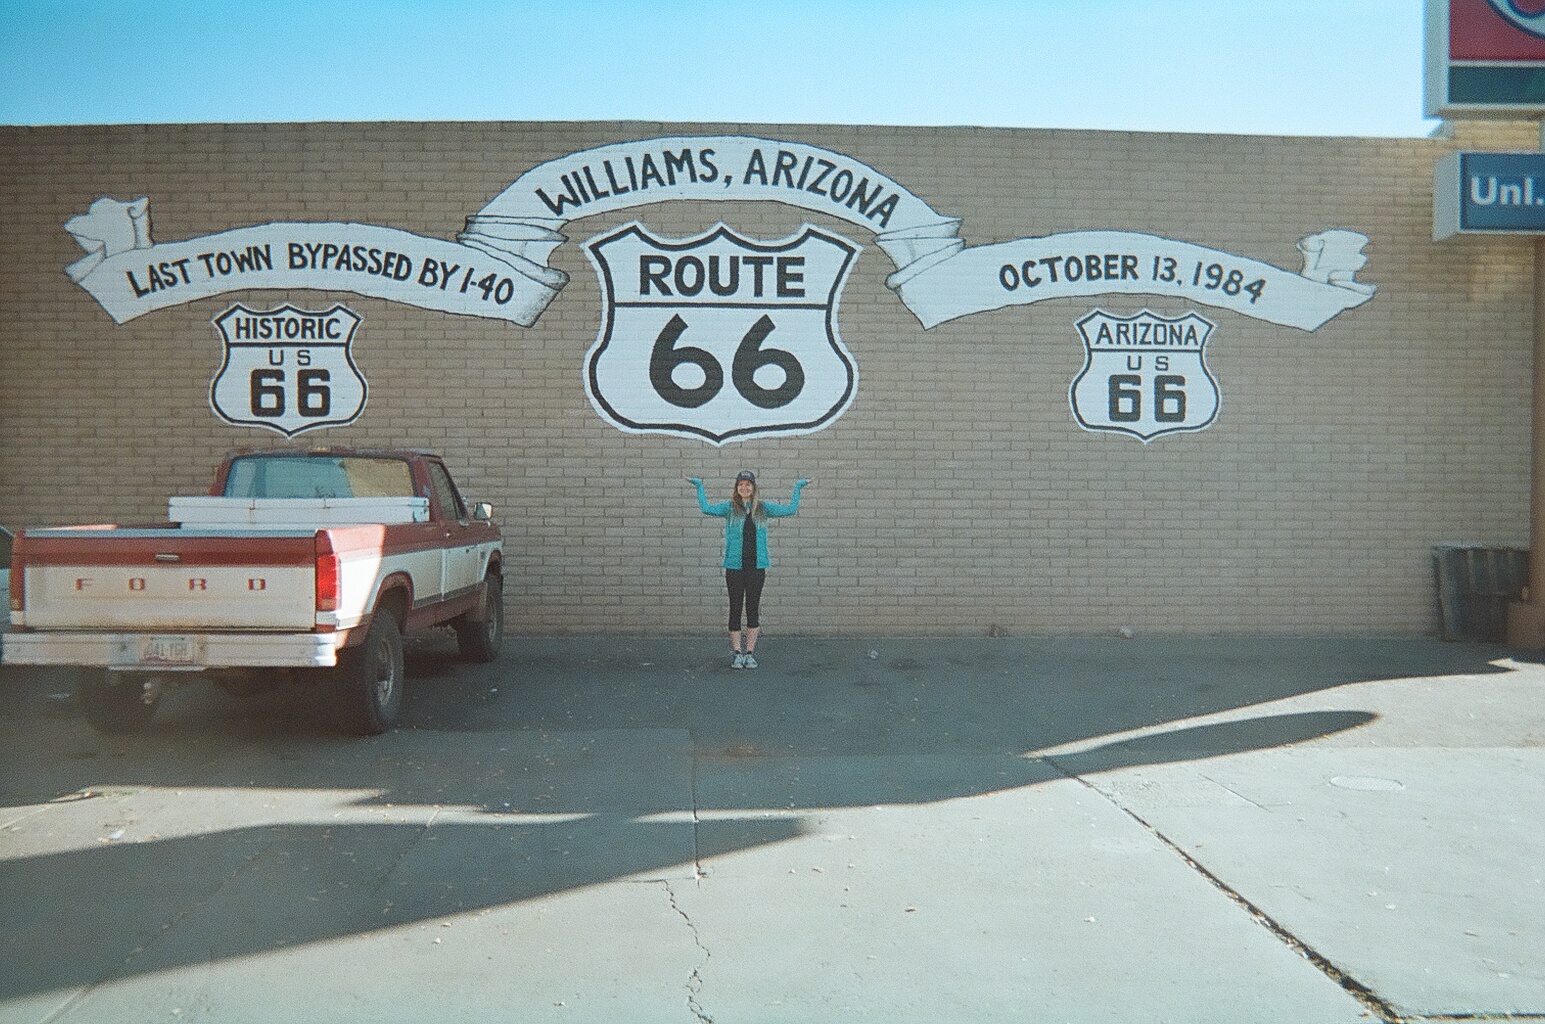 WILLIAMS, ARIZONA
LAST TOWN BYPASSED BY I-40
OCTOBER 13, 1984
HISTORIC
US
66
ROUTE
66
ARIZONA
US
66
Unl.
FORD